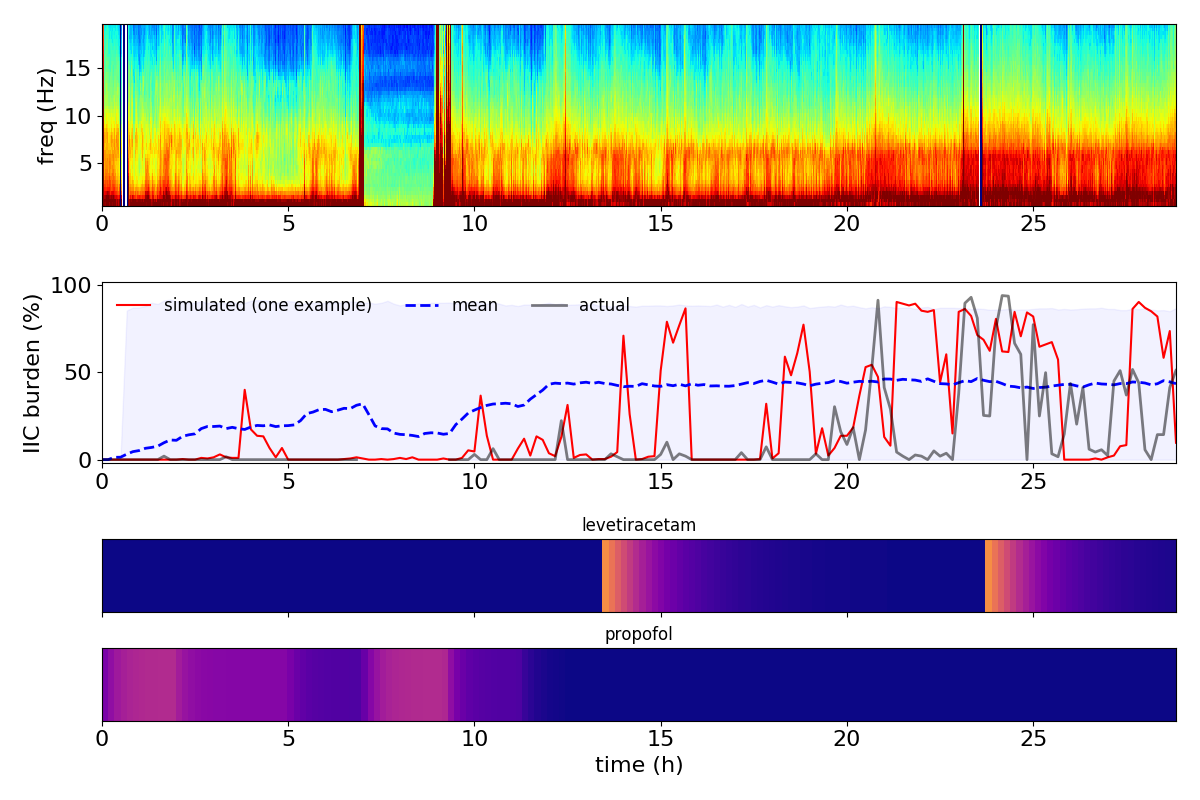 freq (Hz)
15
10
5
0 5 10 15 20 25
IIC burden (%)
100
50
0
simulated (one example) mean actual
0 5 10 15 20 25
levetiracetam
propofol
0 5 10 15 20 25
time (h)